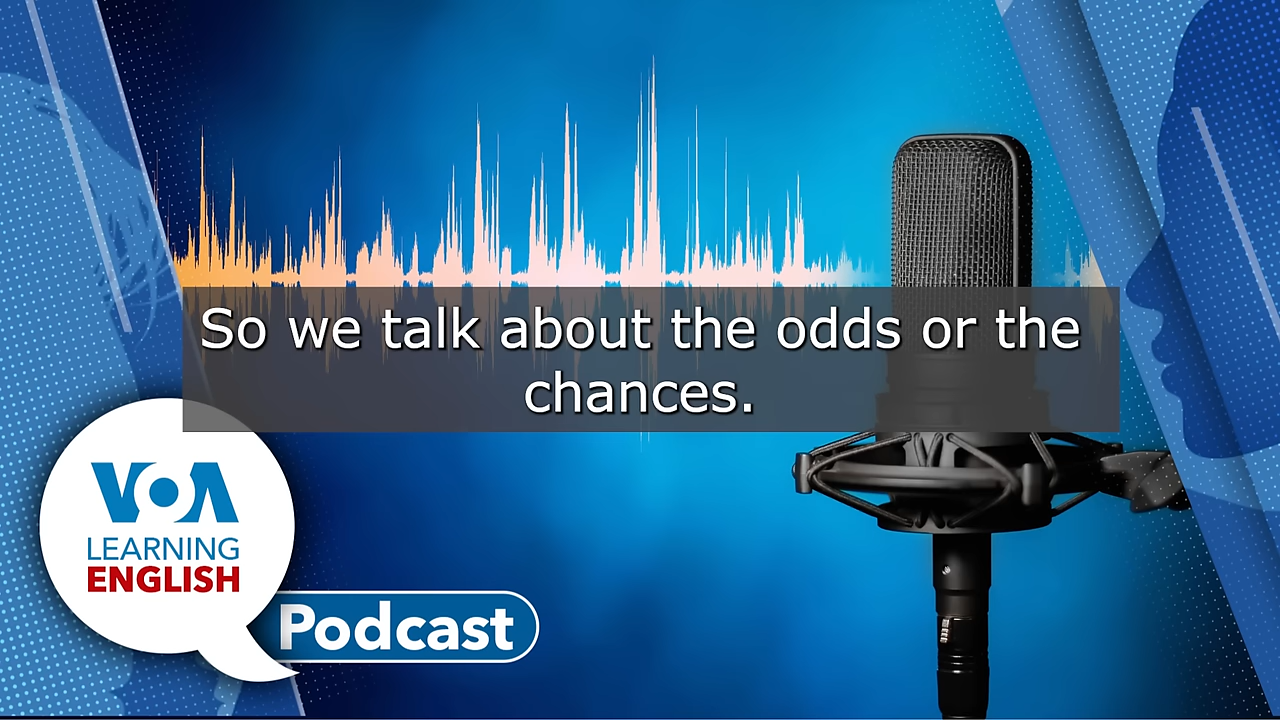 So we talk about the odds or the
chances.
VOA
LEARNING
ENGLISH
Podcast